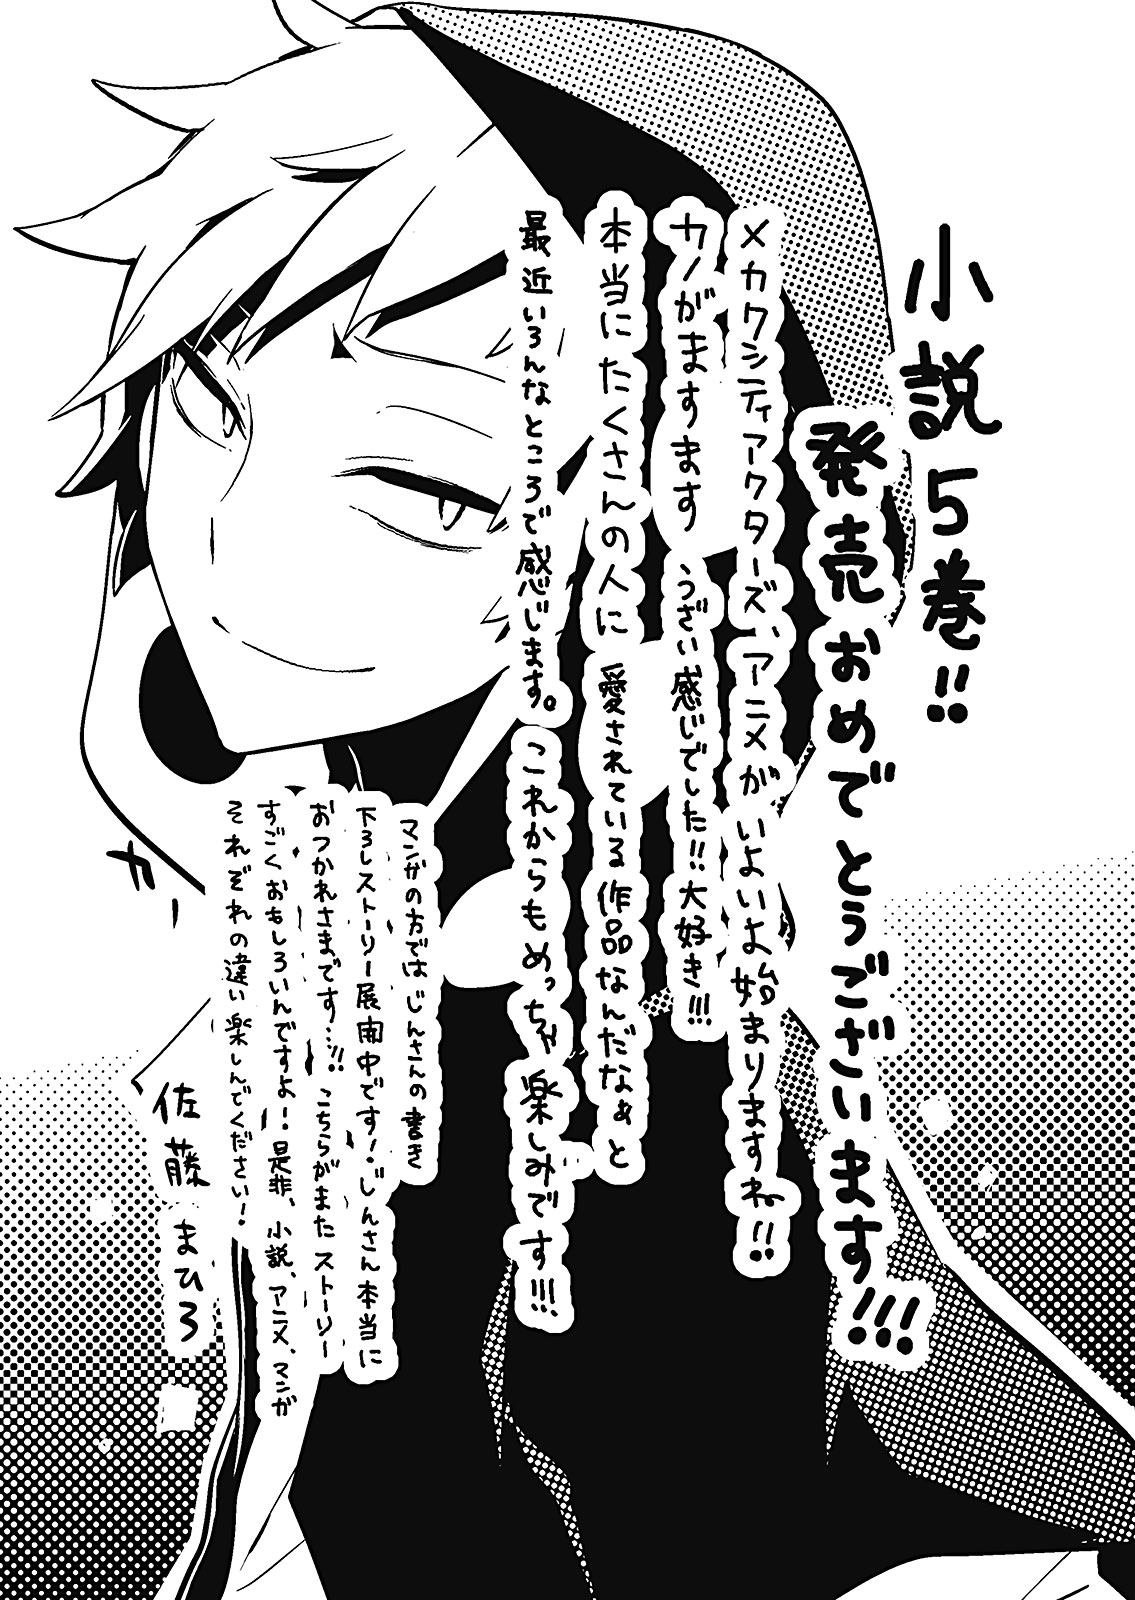 小説5巻!!
発売おめでとうございます!!!
メカクシティアクターズ、アニメがいよいよ始まりますね!!
カノがますます うざい感じでした!!大好き!!!
本当にたくさんの人に 愛されている作品なんだなぁと
最近いろんなところで感じます。これからもめっちゃ楽しみです!!!
マンガの方では じんさんの書き
下ろしストーリー展開中です!じんさん本当に
おつかれさまです…!! こちらがまた ストーリー
すごくおもしろいんですよ!是非、小説、アニメ、マンガ
それぞれの違い楽しんでください!
カノ
佐藤まひろ